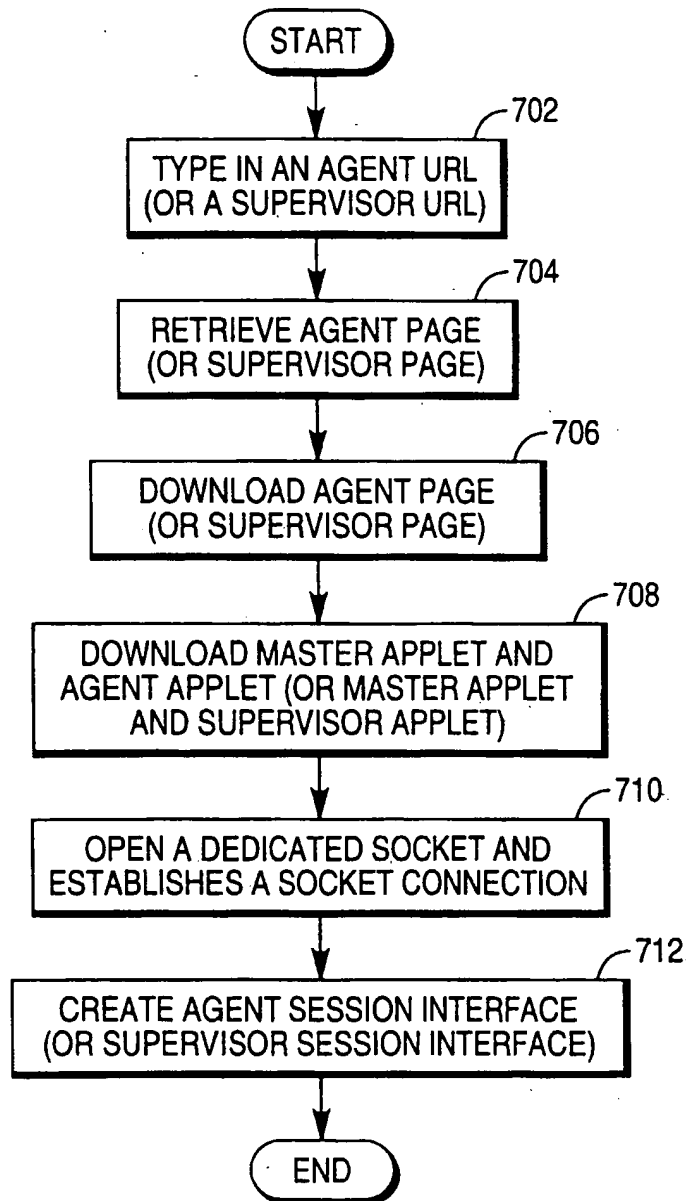 START
702
TYPE IN AN AGENT URL
(OR A SUPERVISOR URL)
704
RETRIEVE AGENT PAGE
(OR SUPERVISOR PAGE)
706
DOWNLOAD AGENT PAGE
(OR SUPERVISOR PAGE)
708
DOWNLOAD MASTER APPLET AND
AGENT APPLET (OR MASTER APPLET
AND SUPERVISOR APPLET)
710
OPEN A DEDICATED SOCKET AND
ESTABLISHES A SOCKET CONNECTION
712
CREATE AGENT SESSION INTERFACE
(OR SUPERVISOR SESSION INTERFACE)
END